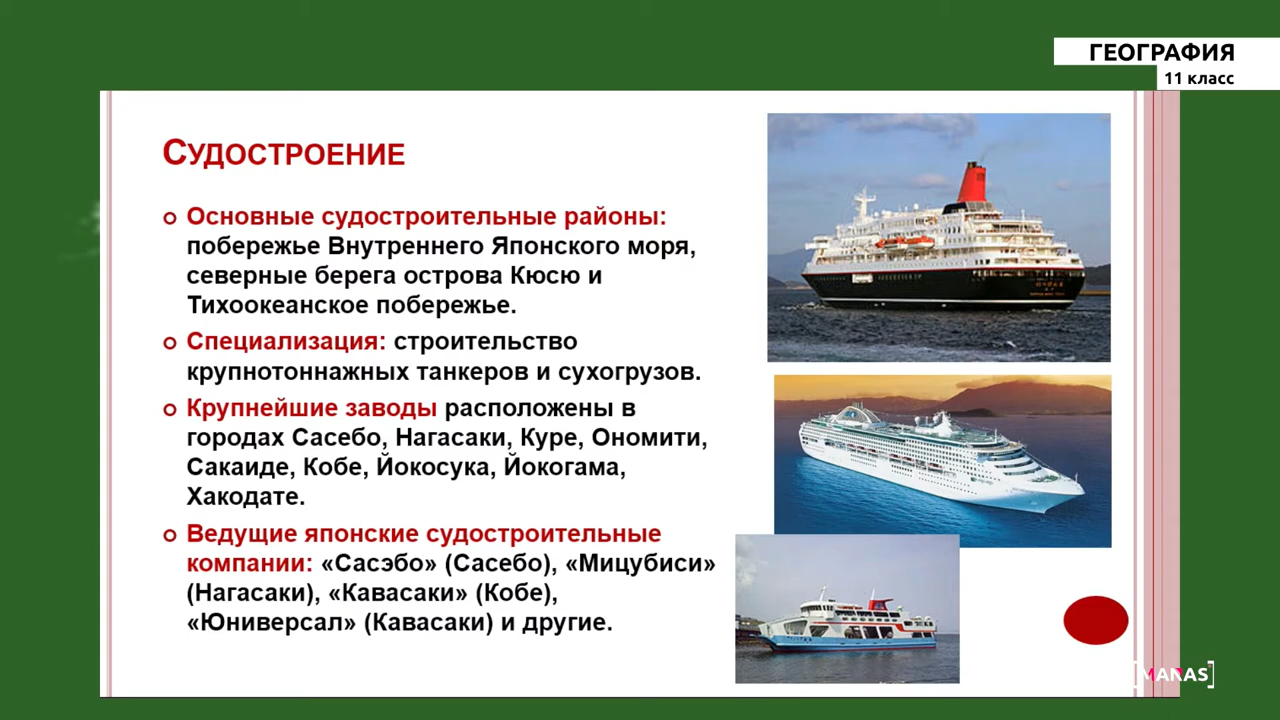 ГЕОГРАФИЯ
11 класс
СУДОСТРОЕНИЕ
Основные судостроительные районы:
побережье Внутреннего Японского моря,
северные берега острова Кюсю и
Тихоокеанское побережье.
Специализация: строительство
крупнотоннажных танкеров и сухогрузов.
Крупнейшие заводы расположены в
городах Сасебо, Нагасаки, Куре, Ономити,
Сакаиде, Кобе, Йокосука, Йокогама,
Хакодате.
Ведущие японские судостроительные
компании: «Сасэбо» (Сасебо), «Мицубиси»
(Нагасаки), «Кавасаки» (Кобе),
«Юниверсал» (Кавасаки) и другие.
[MANAS]